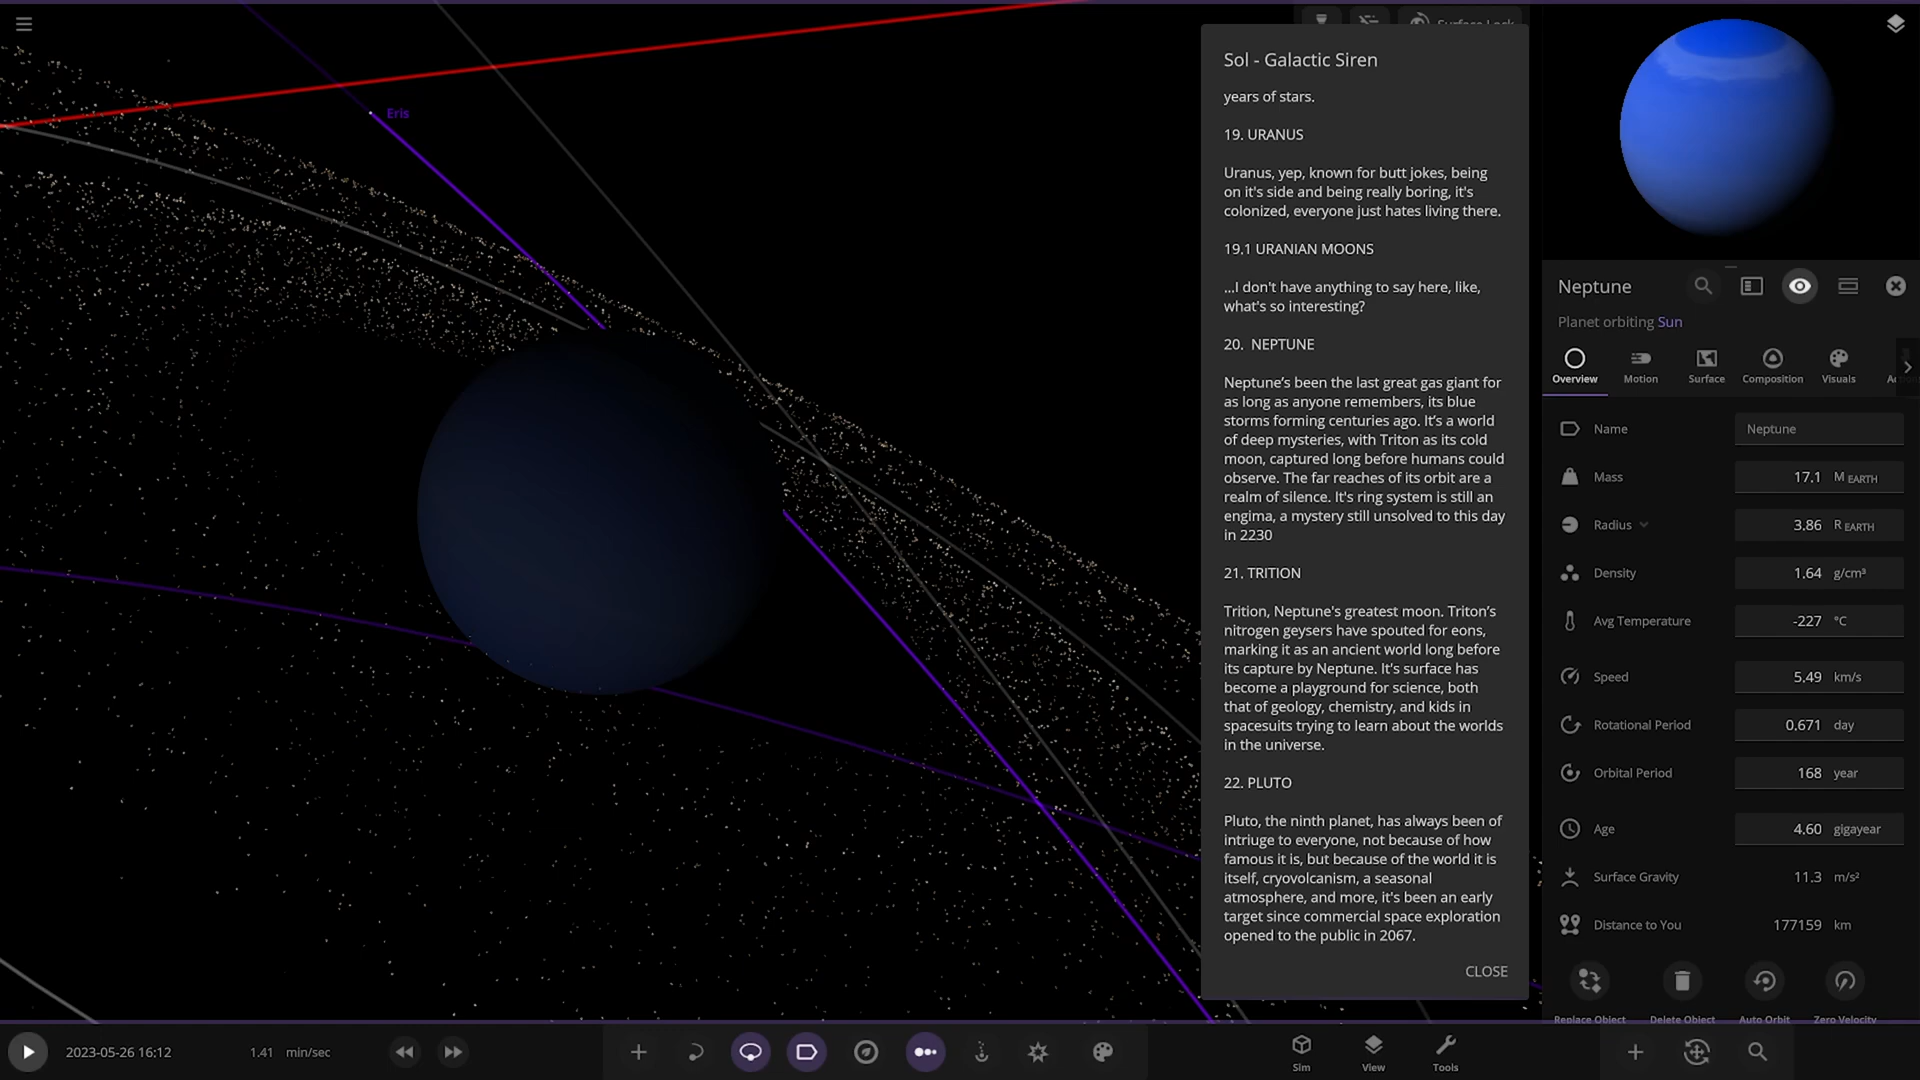 Surface Lock
Eris
Sol - Galactic Siren
years of stars.
19. URANUS
Uranus, yep, known for butt jokes, being
on it's side and being really boring, it's
colonized, everyone just hates living there.
19.1 URANIAN MOONS
...I don't have anything to say here, like,
what's so interesting?
20.  NEPTUNE
Neptune’s been the last great gas giant for
as long as anyone remembers, its blue
storms forming centuries ago. It’s a world
of deep mysteries, with Triton as its cold
moon, captured long before humans could
observe. The far reaches of its orbit are a
realm of silence. It's ring system is still an
engima, a mystery still unsolved to this day
in 2230
21. TRITION
Trition, Neptune's greatest moon. Triton’s
nitrogen geysers have spouted for eons,
marking it as an ancient world long before
its capture by Neptune. It's surface has
become a playground for science, both
that of geology, chemistry, and kids in
spacesuits trying to learn about the worlds
in the universe.
22. PLUTO
Pluto, the ninth planet, has always been of
intriuge to everyone, not because of how
famous it is, but because of the world it is
itself, cryovolcanism, a seasonal
atmosphere, and more, it's been an early
target since commercial space exploration
opened to the public in 2067.
CLOSE
Neptune
Planet orbiting Sun
Overview Motion Surface Composition Visuals
Name Neptune
Mass 17.1 M EARTH
Radius 3.86 R EARTH
Density 1.64 g/cm³
Avg Temperature -227 °C
Speed 5.49 km/s
Rotational Period 0.671 day
Orbital Period 168 year
Age 4.60 gigayear
Surface Gravity 11.3 m/s²
Distance to You 177159 km
Replace Object Delete Object Auto Orbit Zero Velocity
2023-05-26 16:12 1.41 min/sec
Sim View Tools